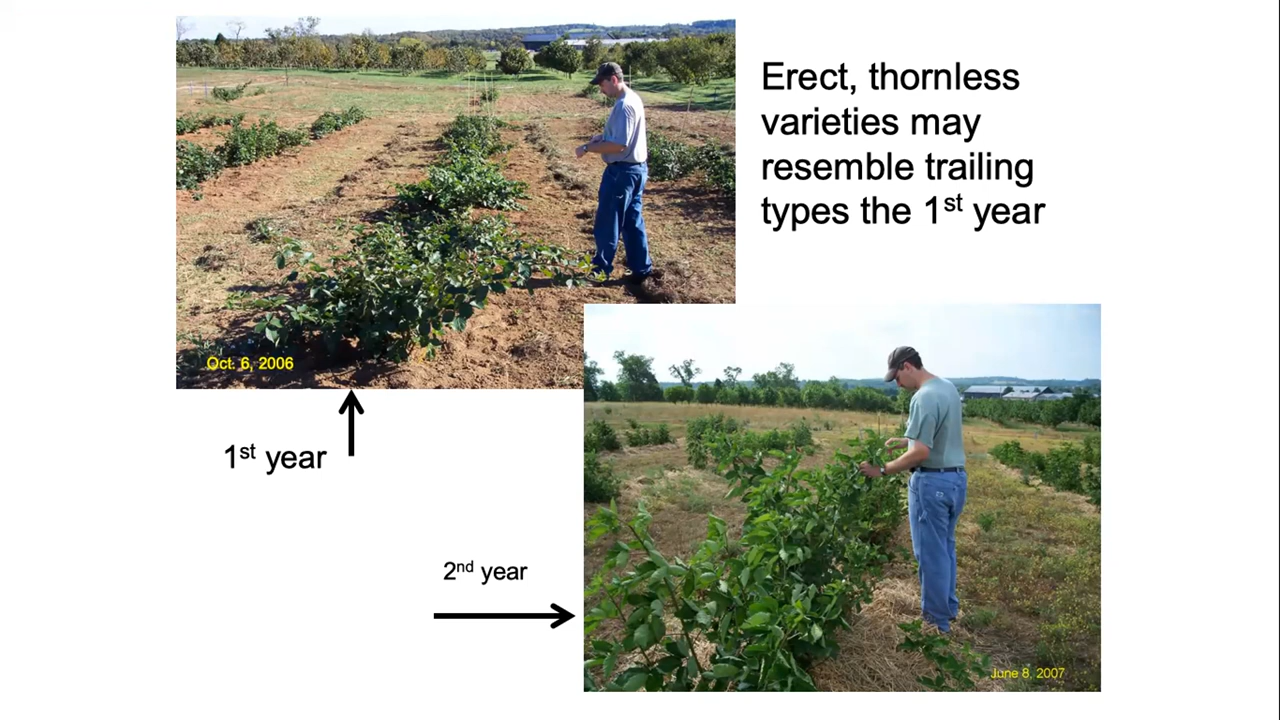 Erect, thornless
varieties may
resemble trailing
types the 1st year
Oct. 6, 2006
1st year
2nd year
June 8, 2007